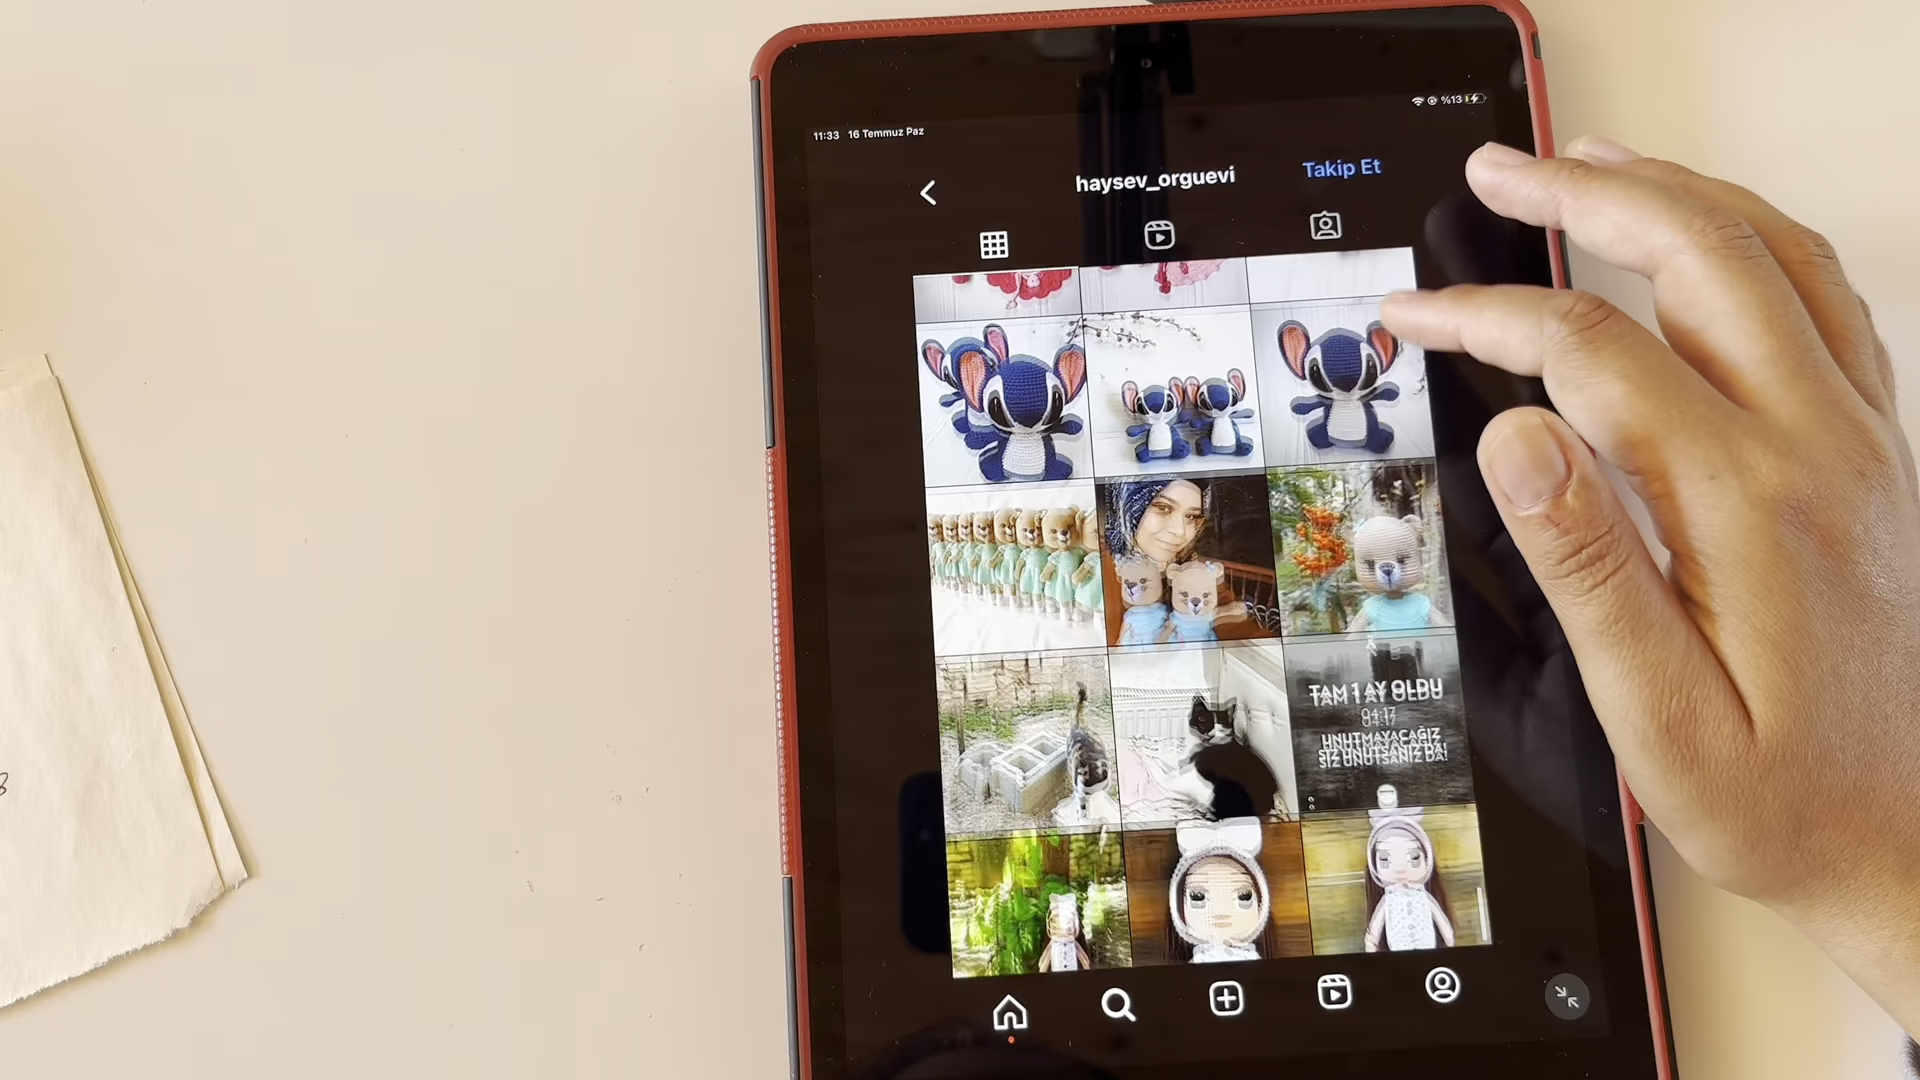 11:33 16 Temmuz Paz
%13
haysev_orguevi
Takip Et
TAM 1 AY OLDU
04:17
UNUTMAYACAĞIZ
SİZ UNUTSANIZ DA!